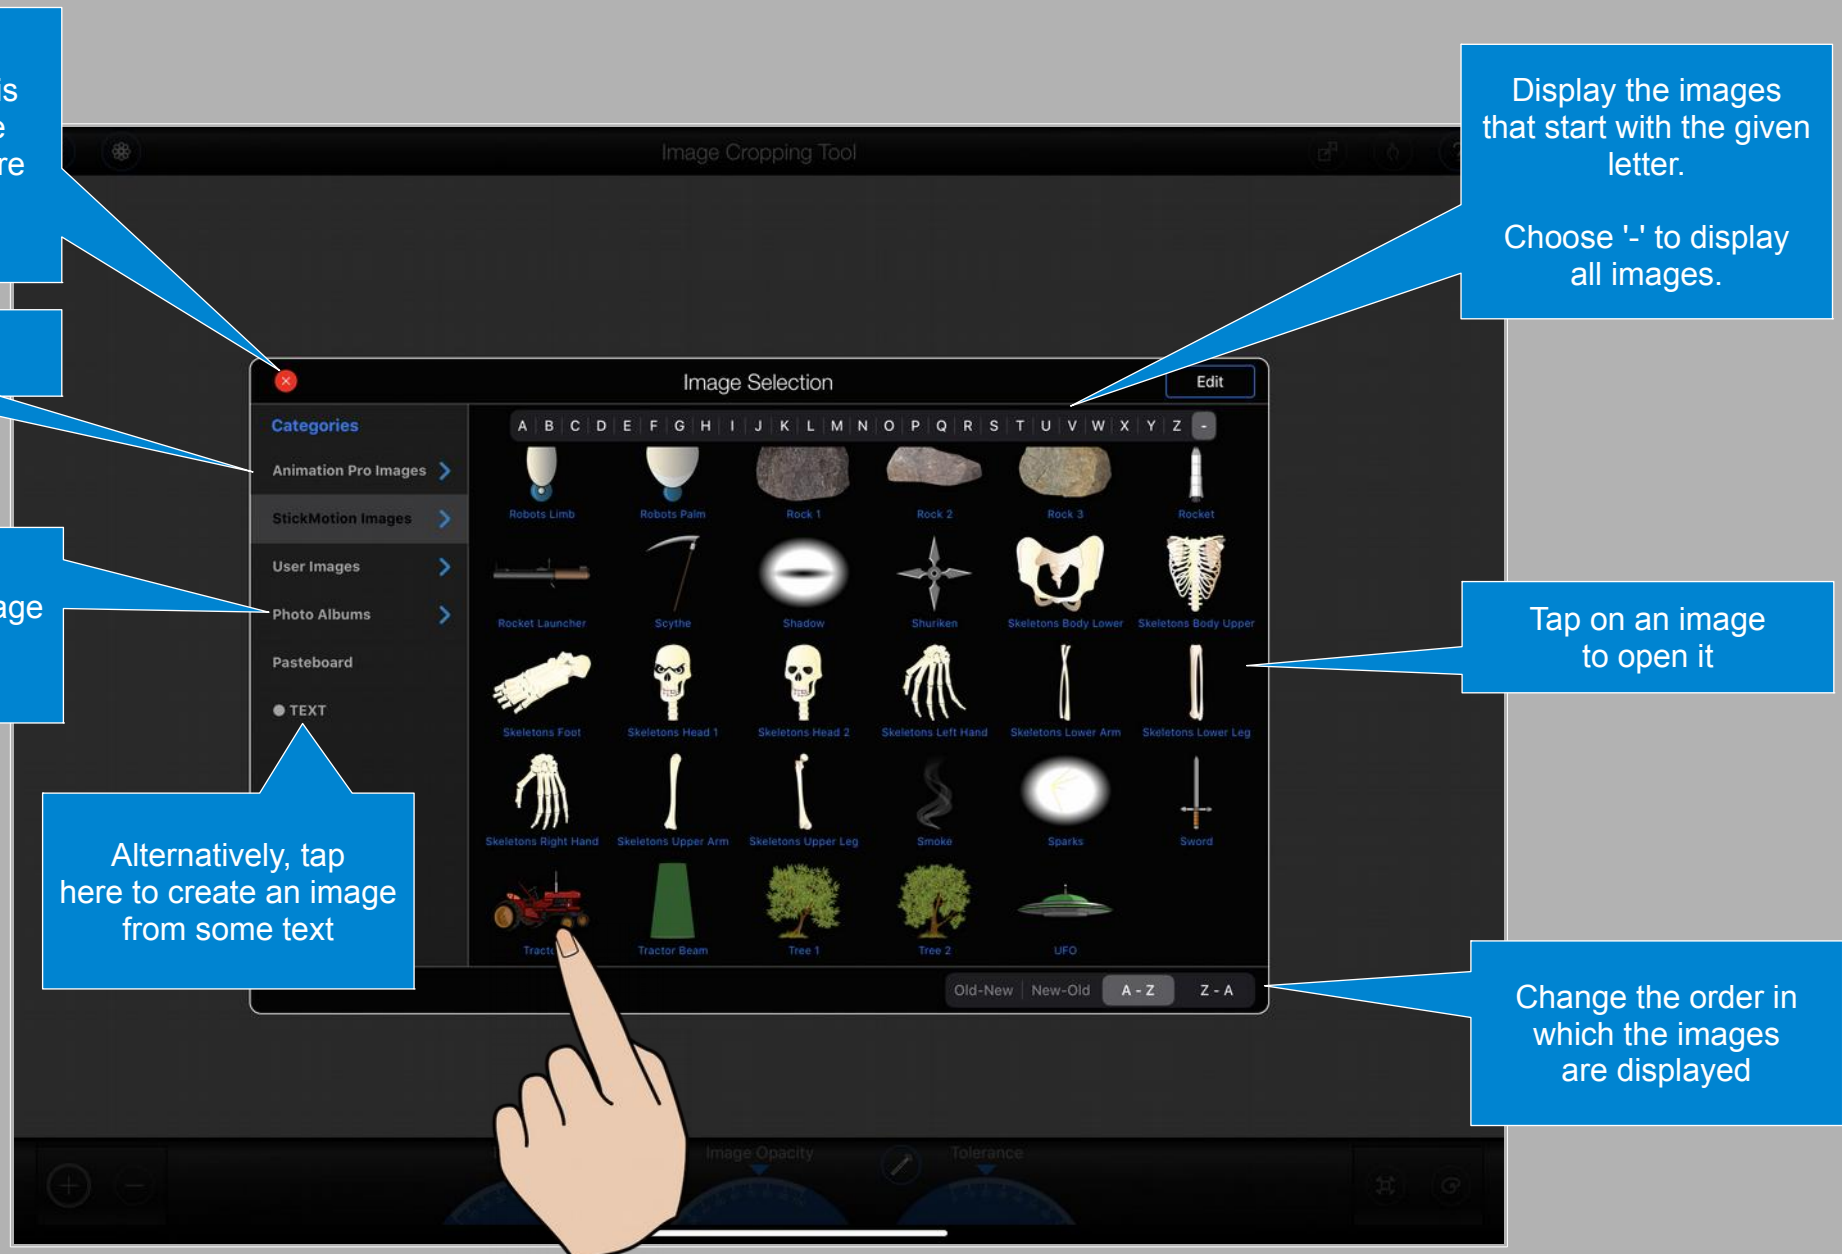 is
e
re
age
Image Cropping Tool
Display the images
that start with the given
letter.
Choose '-' to display
all images.
Image Selection
Edit
Categories
A B C D E F G H I J K L M N O P Q R S T U V W X Y Z -
Animation Pro Images
StickMotion Images
User Images
Photo Albums
Pasteboard
TEXT
Robots Limb Robots Palm Rock 1 Rock 2 Rock 3 Rocket
Rocket Launcher Scythe Shadow Shuriken Skeletons Body Lower Skeletons Body Upper
Skeletons Foot Skeletons Head 1 Skeletons Head 2 Skeletons Left Hand Skeletons Lower Arm Skeletons Lower Leg
Skeletons Right Hand Skeletons Upper Arm Skeletons Upper Leg Smoke Sparks Sword
Tractor Beam Tree 1 Tree 2 UFO
Tap on an image
to open it
Alternatively, tap
here to create an image
from some text
Old-New New-Old A - Z Z - A
Change the order in
which the images
are displayed
Image Opacity
Tolerance